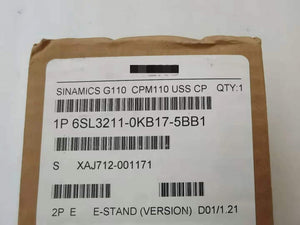 SINAMICS G110 CPM110 USS CP QTY:1
1P 6SL3211-0KB17-5BB1
S XAJ712-001171
2P E E-STAND (VERSION) D01/1.21